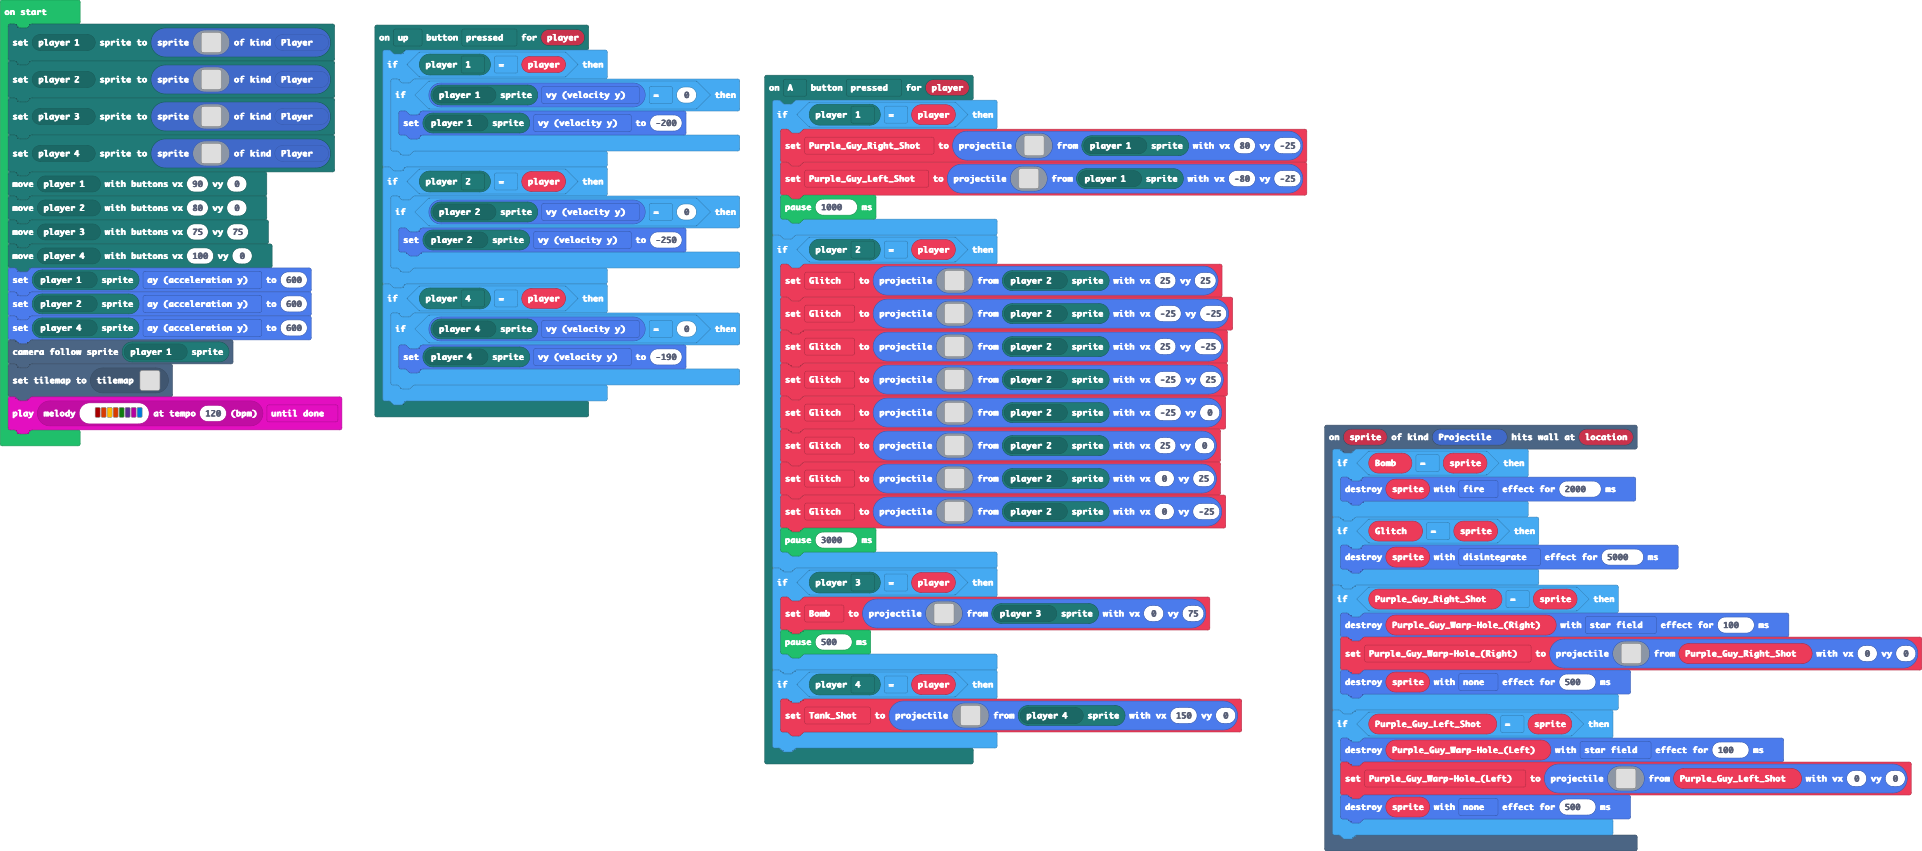 on start
set player 1 sprite to sprite of kind Player
set player 2 sprite to sprite of kind Player
set player 3 sprite to sprite of kind Player
set player 4 sprite to sprite of kind Player
move player 1 with buttons vx 90 vy 0
move player 2 with buttons vx 80 vy 0
move player 3 with buttons vx 75 vy 75
move player 4 with buttons vx 100 vy 0
set player 1 sprite ay (acceleration y) to 600
set player 2 sprite ay (acceleration y) to 600
set player 4 sprite ay (acceleration y) to 600
camera follow sprite player 1 sprite
set tilemap to tilemap
play melody at tempo 120 (bpm) until done
on up button pressed for player
if player 1 = player then
if player 1 sprite vy (velocity y) = 0 then
set player 1 sprite vy (velocity y) to -200
if player 2 = player then
if player 2 sprite vy (velocity y) = 0 then
set player 2 sprite vy (velocity y) to -250
if player 4 = player then
if player 4 sprite vy (velocity y) = 0 then
set player 4 sprite vy (velocity y) to -190
on A button pressed for player
if player 1 = player then
set Purple_Guy_Right_Shot to projectile from player 1 sprite with vx 80 vy -25
set Purple_Guy_Left_Shot to projectile from player 1 sprite with vx -80 vy -25
pause 1000 ms
if player 2 = player then
set Glitch to projectile from player 2 sprite with vx 25 vy 25
set Glitch to projectile from player 2 sprite with vx -25 vy -25
set Glitch to projectile from player 2 sprite with vx 25 vy -25
set Glitch to projectile from player 2 sprite with vx -25 vy 25
set Glitch to projectile from player 2 sprite with vx -25 vy 0
set Glitch to projectile from player 2 sprite with vx 25 vy 0
set Glitch to projectile from player 2 sprite with vx 0 vy 25
set Glitch to projectile from player 2 sprite with vx 0 vy -25
pause 3000 ms
if player 3 = player then
set Bomb to projectile from player 3 sprite with vx 0 vy 75
pause 500 ms
if player 4 = player then
set Tank_Shot to projectile from player 4 sprite with vx 150 vy 0
on sprite of kind Projectile hits wall at location
if Bomb = sprite then
destroy sprite with fire effect for 2000 ms
if Glitch = sprite then
destroy sprite with disintegrate effect for 5000 ms
if Purple_Guy_Right_Shot = sprite then
destroy Purple_Guy_Warp-Hole_(Right) with star field effect for 100 ms
set Purple_Guy_Warp-Hole_(Right) to projectile from Purple_Guy_Right_Shot with vx 0 vy 0
destroy sprite with none effect for 500 ms
if Purple_Guy_Left_Shot = sprite then
destroy Purple_Guy_Warp-Hole_(Left) with star field effect for 100 ms
set Purple_Guy_Warp-Hole_(Left) to projectile from Purple_Guy_Left_Shot with vx 0 vy 0
destroy sprite with none effect for 500 ms